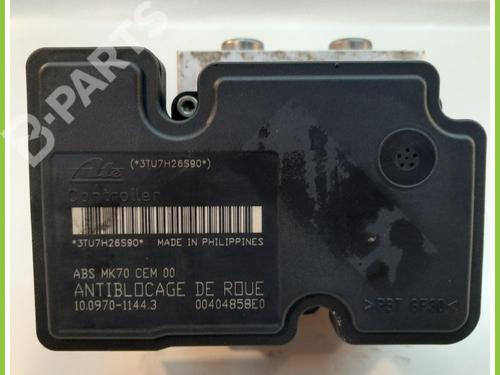 B-PARTS
(*3TU7H26S90*)
Ate
Controller
*3TU7H26S90* MADE IN PHILIPPINES
ABS MK70 CEM 00
ANTIBLOCAGE DE ROUE
10.0970-1144.3 00404858E0
>PBT GF30<